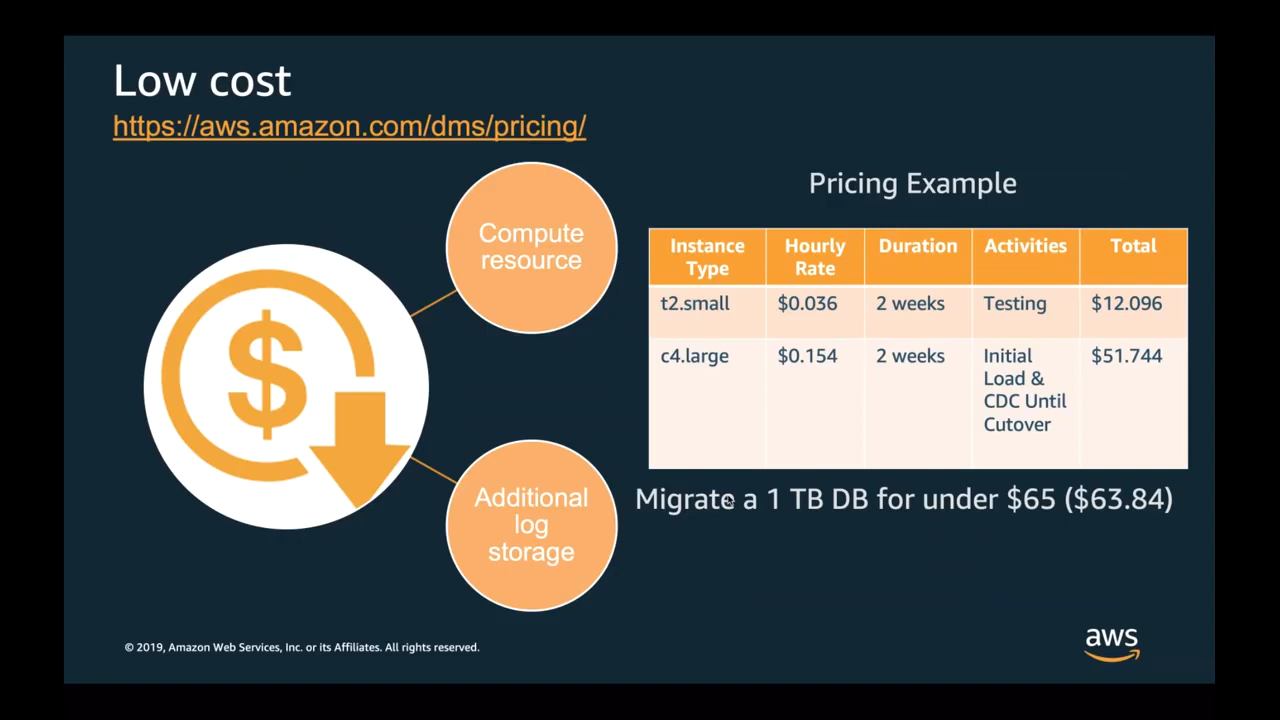 Low cost
https://aws.amazon.com/dms/pricing/
Compute
resource
$
Additional
log
storage
Pricing Example
Instance Type Hourly Rate Duration Activities Total
t2.small $0.036 2 weeks Testing $12.096
c4.large $0.154 2 weeks Initial Load & CDC Until Cutover $51.744
Migrate a 1 TB DB for under $65 ($63.84)
© 2019, Amazon Web Services, Inc. or its Affiliates. All rights reserved.
aws